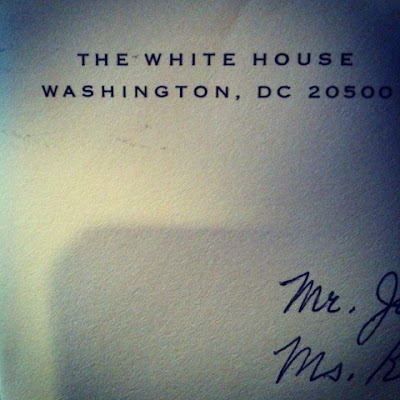 THE WHITE HOUSE
WASHINGTON, DC 20500
Mr.
Ms.